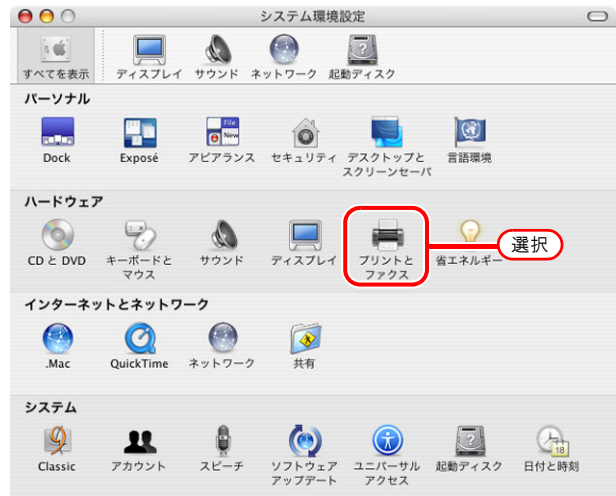 システム環境設定
すべてを表示 ディスプレイ サウンド ネットワーク 起動ディスク
パーソナル
File
New
Dock Exposé アピアランス セキュリティ デスクトップと
スクリーンセーバ 言語環境
ハードウェア
CD と DVD キーボードと
マウス サウンド ディスプレイ プリントと
ファクス 省エネルギー 選択
インターネットとネットワーク
.Mac QuickTime ネットワーク 共有
システム
18
Classic アカウント スピーチ ソフトウェア
アップデート ユニバーサル
アクセス 起動ディスク 日付と時刻